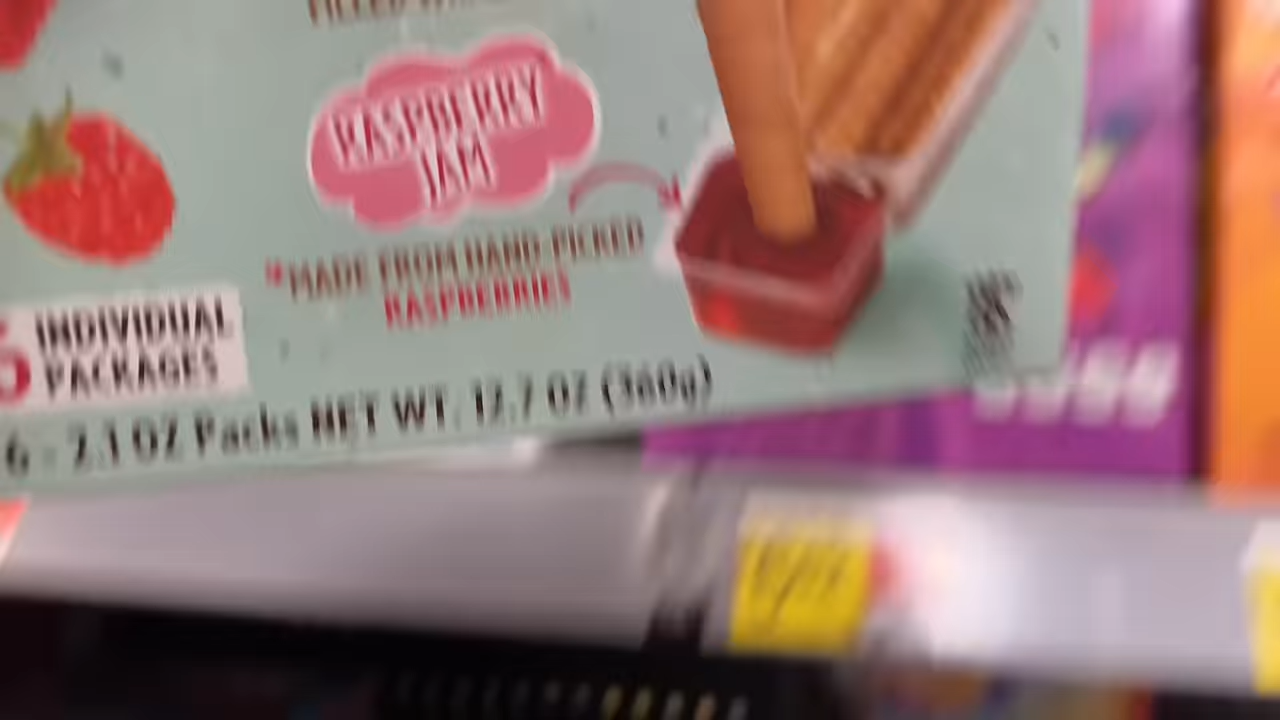 RASPBERRY
JAM
*MADE FROM HAND-PICKED
RASPBERRIES
6 INDIVIDUAL
PACKAGES
6 - 2.1 OZ Packs NET WT. 12.7 OZ (360g)